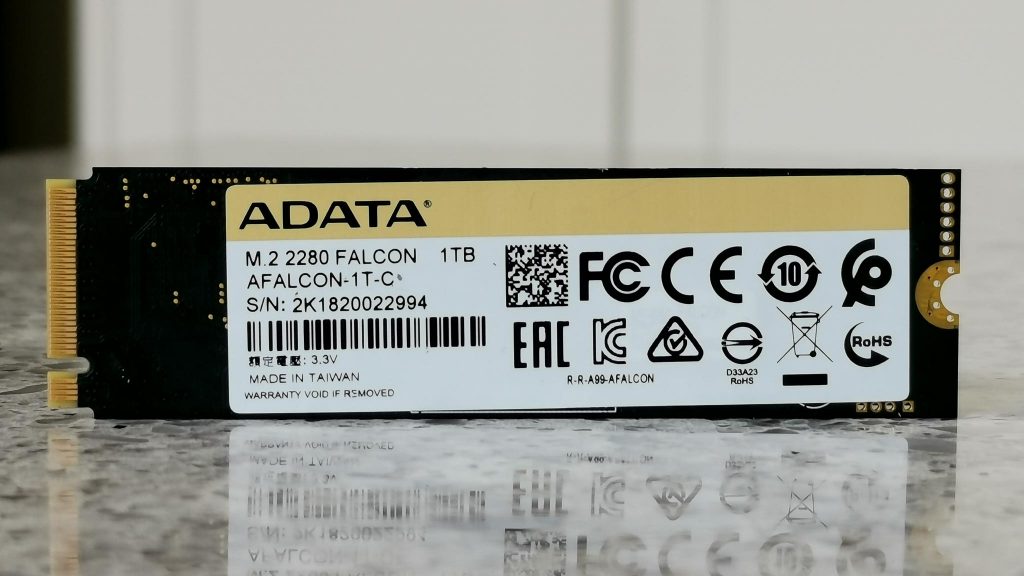 ADATA®
M.2 2280 FALCON 1TB
AFALCON-1T-C
S/N: 2K1820022994
額定電壓: 3.3V
MADE IN TAIWAN
WARRANTY VOID IF REMOVED
FC CE 10
EAC KC
R-R-A99-AFALCON
D33A23
RoHS
RoHS